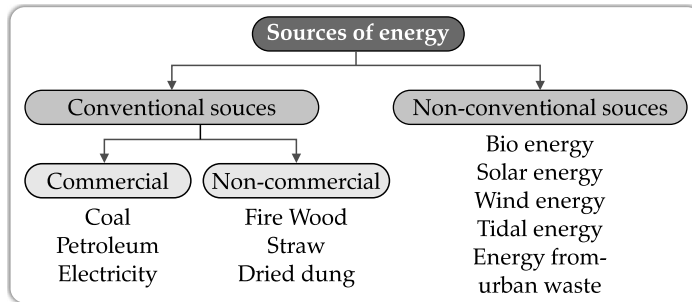 Sources of energy
Conventional souces
Non-conventional souces
Commercial
Non-commercial
Coal
Petroleum
Electricity
Fire Wood
Straw
Dried dung
Bio energy
Solar energy
Wind energy
Tidal energy
Energy from-
urban waste